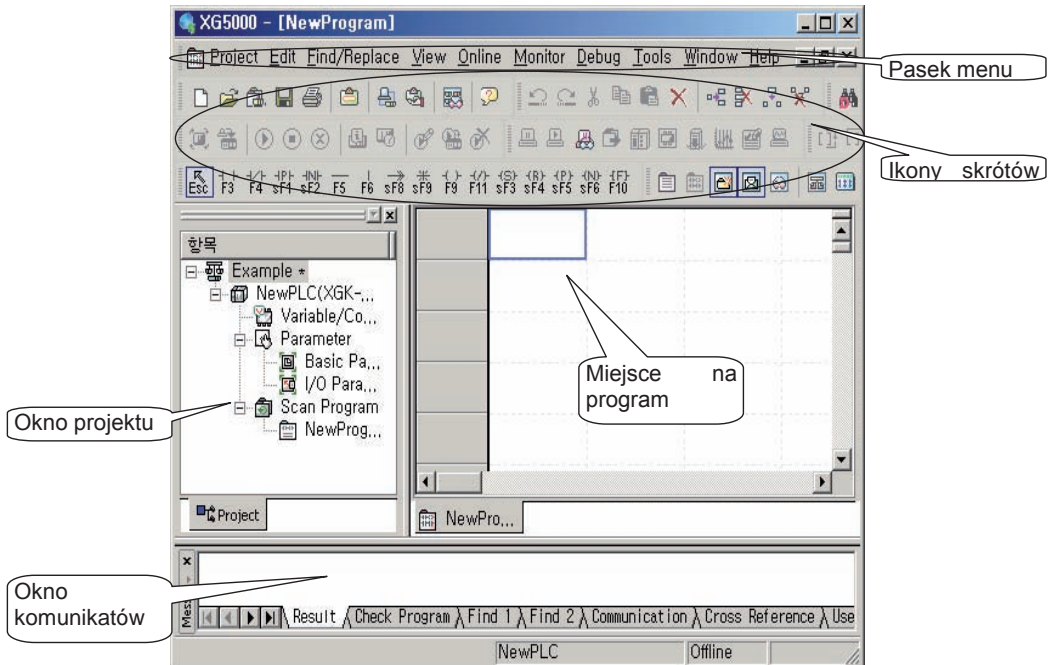 XG5000 - [NewProgram]
Project Edit Find/Replace View Online Monitor Debug Tools Window Help
Pasek menu
Ikony skrótów
Esc F3 F4 sF1 sF2 F5 F6 sF8 sF9 F9 F11 sF3 sF4 sF5 sF6 F10
항목
Example *
NewPLC(XGK-...
Variable/Co...
Parameter
Basic Pa...
I/O Para...
Scan Program
NewProg...
Okno projektu
Miejsce na
program
Project
NewPro...
Okno
komunikatów
Mess
Result Check Program Find 1 Find 2 Communication Cross Reference Use
NewPLC Offline